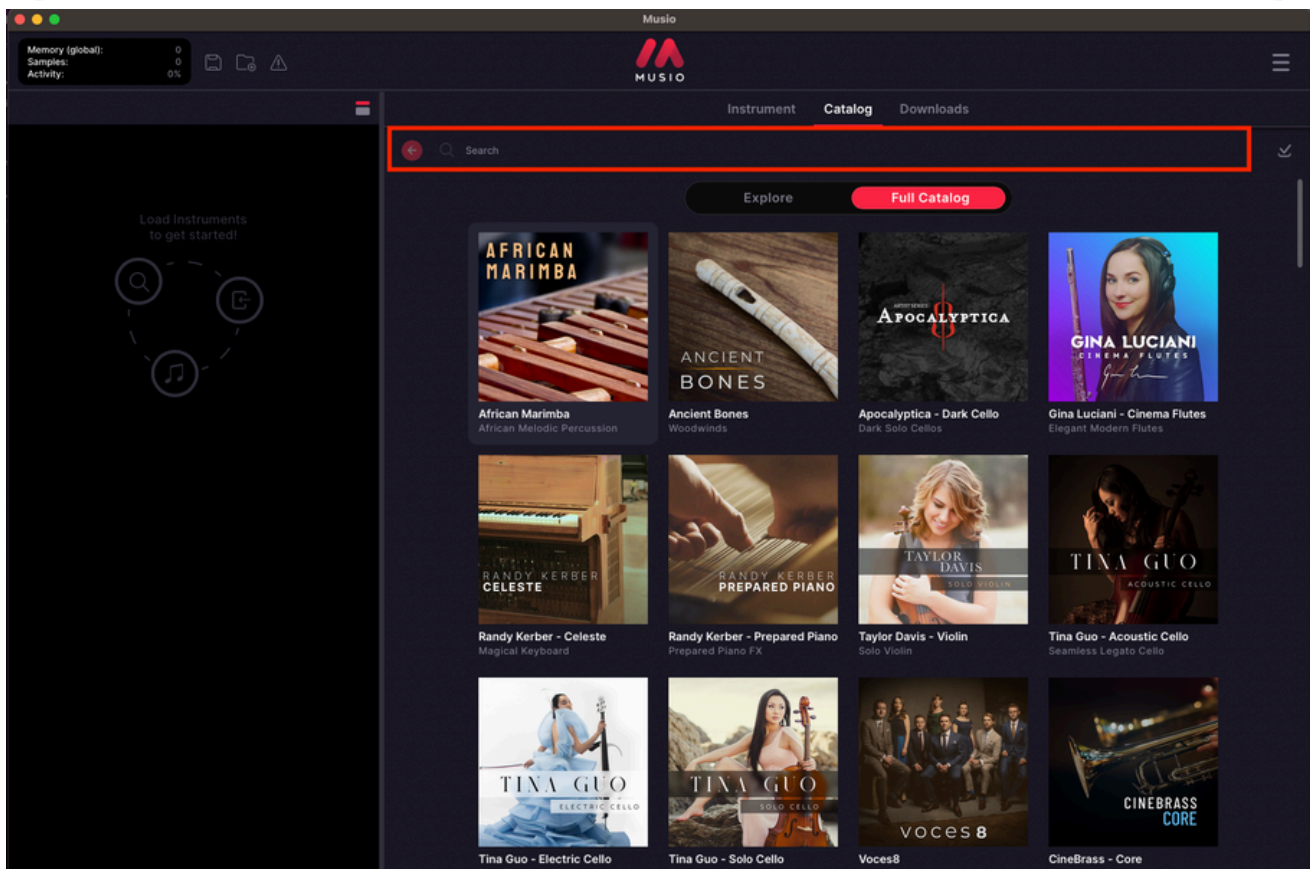 Musio
Memory (global): 0
Samples: 0
Activity: 0%
MUSIO
Instrument Catalog Downloads
Search
Explore Full Catalog
Load Instruments
to get started!
AFRICAN
MARIMBA
ANCIENT
BONES
ARTIST SERIES
APOCALYPTICA
GINA LUCIANI
CINEMA FLUTES
African Marimba
African Melodic Percussion
Ancient Bones
Woodwinds
Apocalyptica - Dark Cello
Dark Solo Cellos
Gina Luciani - Cinema Flutes
Elegant Modern Flutes
RANDY KERBER
CELESTE
RANDY KERBER
PREPARED PIANO
TAYLOR
DAVIS
SOLO VIOLIN
TINA GUO
ACOUSTIC CELLO
Randy Kerber - Celeste
Magical Keyboard
Randy Kerber - Prepared Piano
Prepared Piano FX
Taylor Davis - Violin
Solo Violin
Tina Guo - Acoustic Cello
Seamless Legato Cello
TINA GUO
ELECTRIC CELLO
TINA GUO
SOLO CELLO
VOCES8
CINEBRASS
CORE
Tina Guo - Electric Cello
Tina Guo - Solo Cello
Voces8
CineBrass - Core